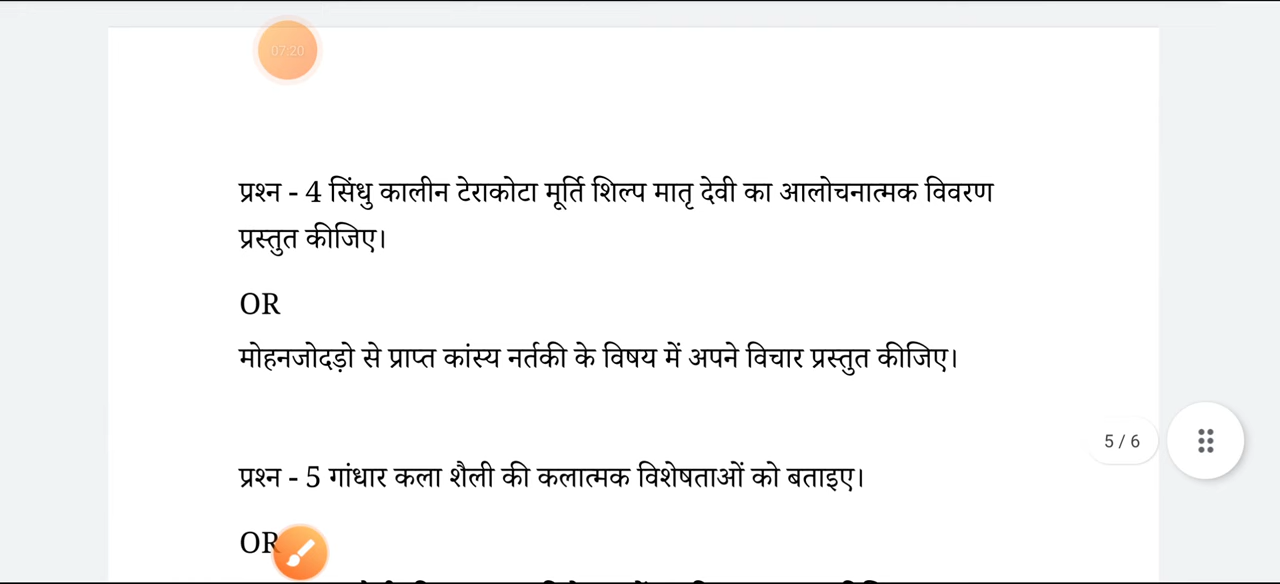 07:20
प्रश्न - 4 सिंधु कालीन टेराकोटा मूर्ति शिल्प मातृ देवी का आलोचनात्मक विवरण
प्रस्तुत कीजिए।
OR
मोहनजोदड़ो से प्राप्त कांस्य नर्तकी के विषय में अपने विचार प्रस्तुत कीजिए।
5 / 6
प्रश्न - 5 गांधार कला शैली की कलात्मक विशेषताओं को बताइए।
OR